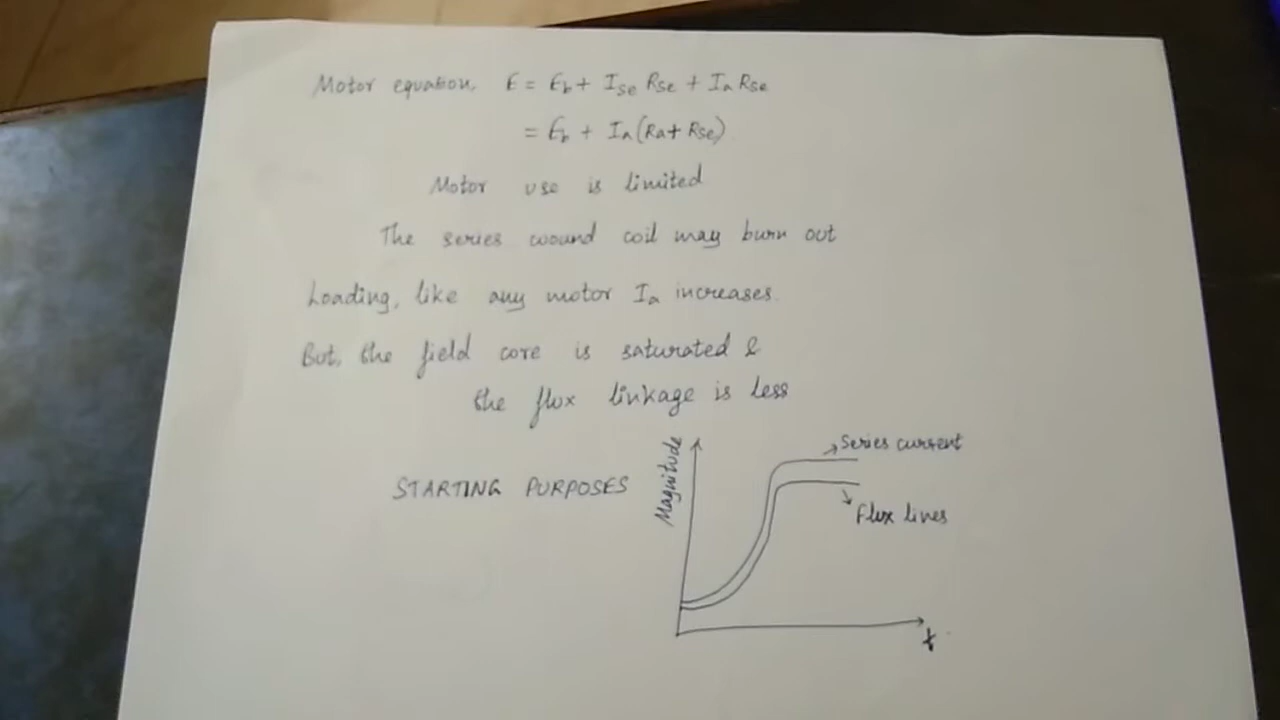 Motor equation, E = Eb + Ise Rse + Ia Rse
= Eb + Ia (Ra + Rse)
Motor use is limited
The series wound coil may burn out
Loading, like any motor Ia increases.
But, the field core is saturated &
the flux linkage is less
STARTING PURPOSES
Magnitude
Series current
Flux lines
t